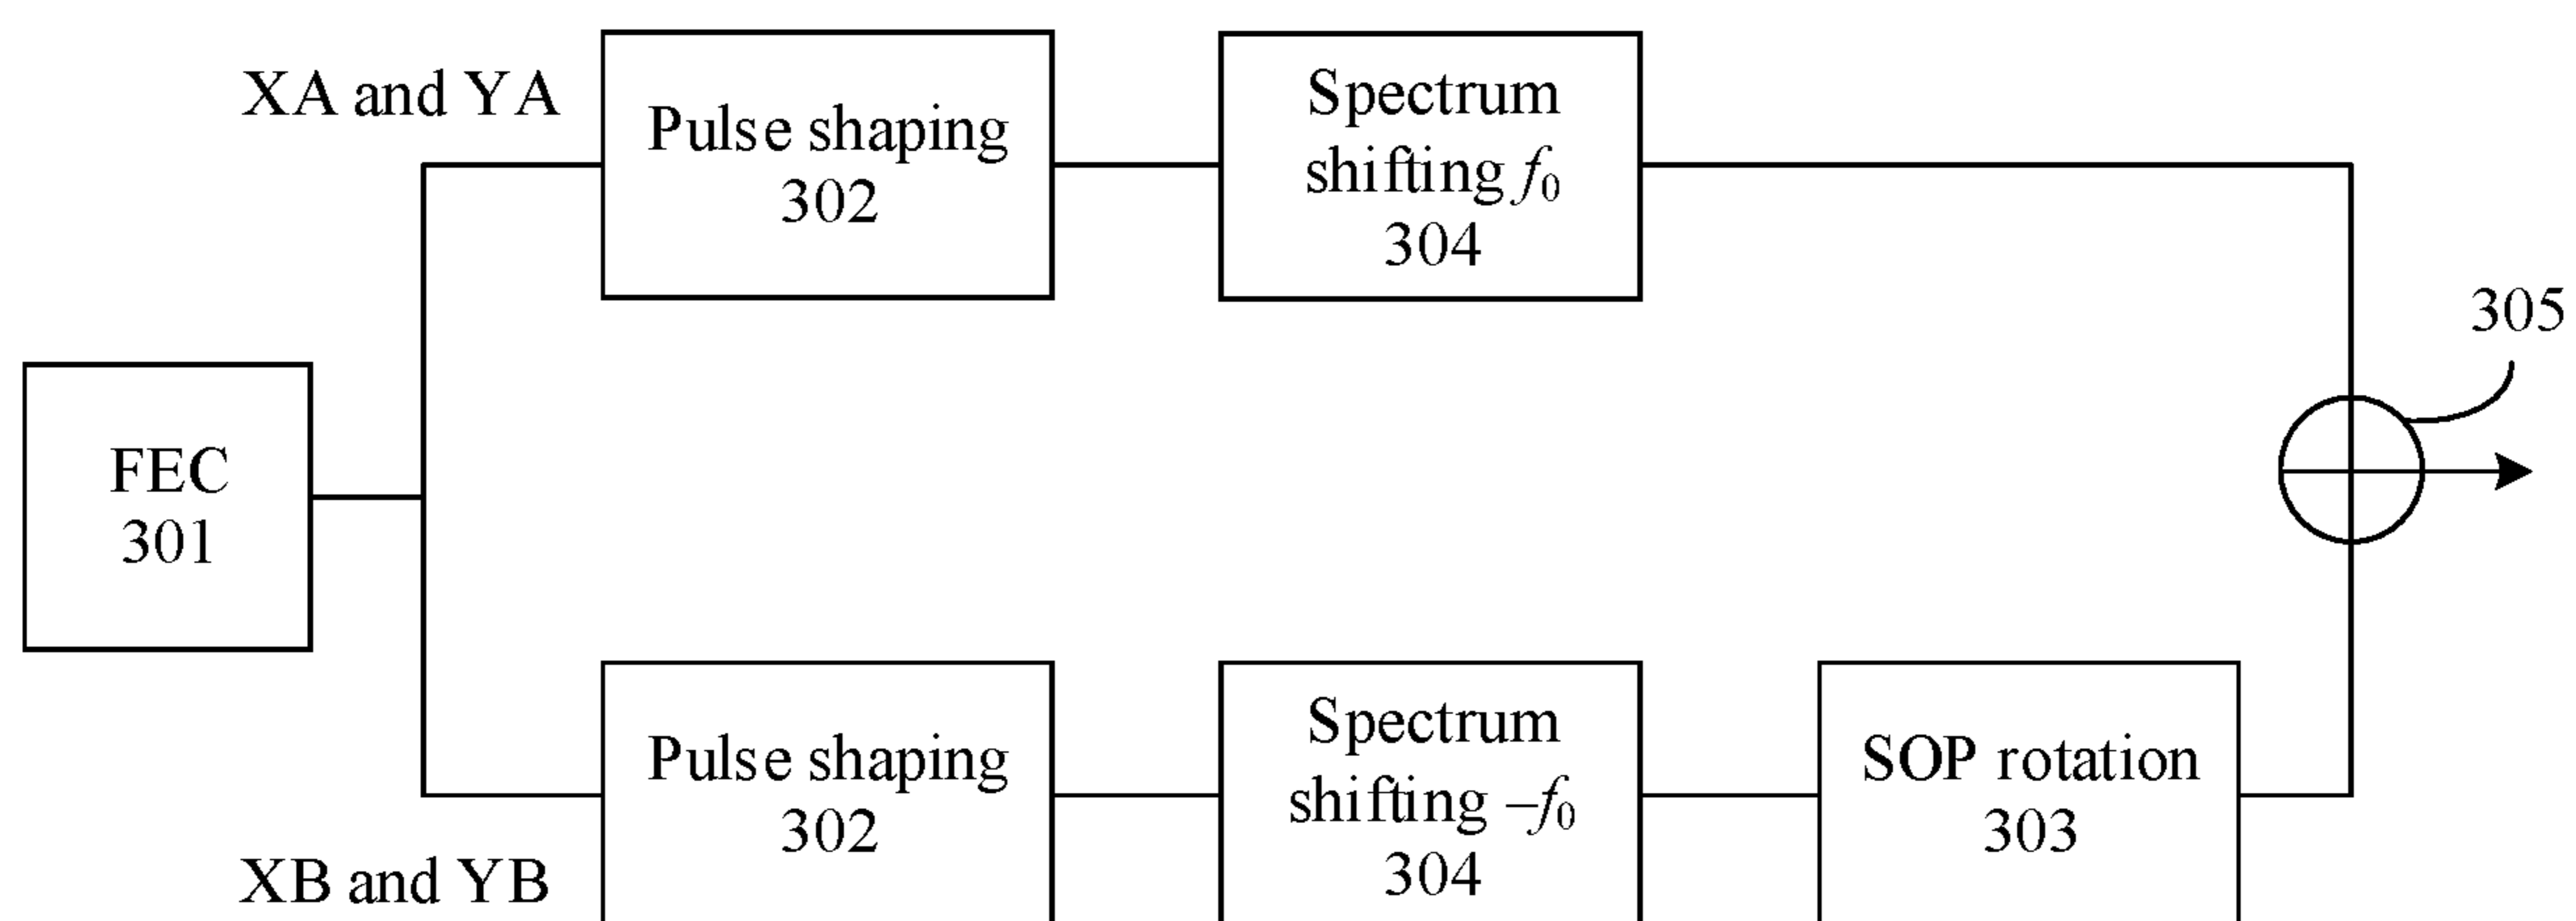 XA and YA
Pulse shaping
302
Spectrum
shifting f₀
304
305
FEC
301
XB and YB
Pulse shaping
302
Spectrum
shifting –f₀
304
SOP rotation
303